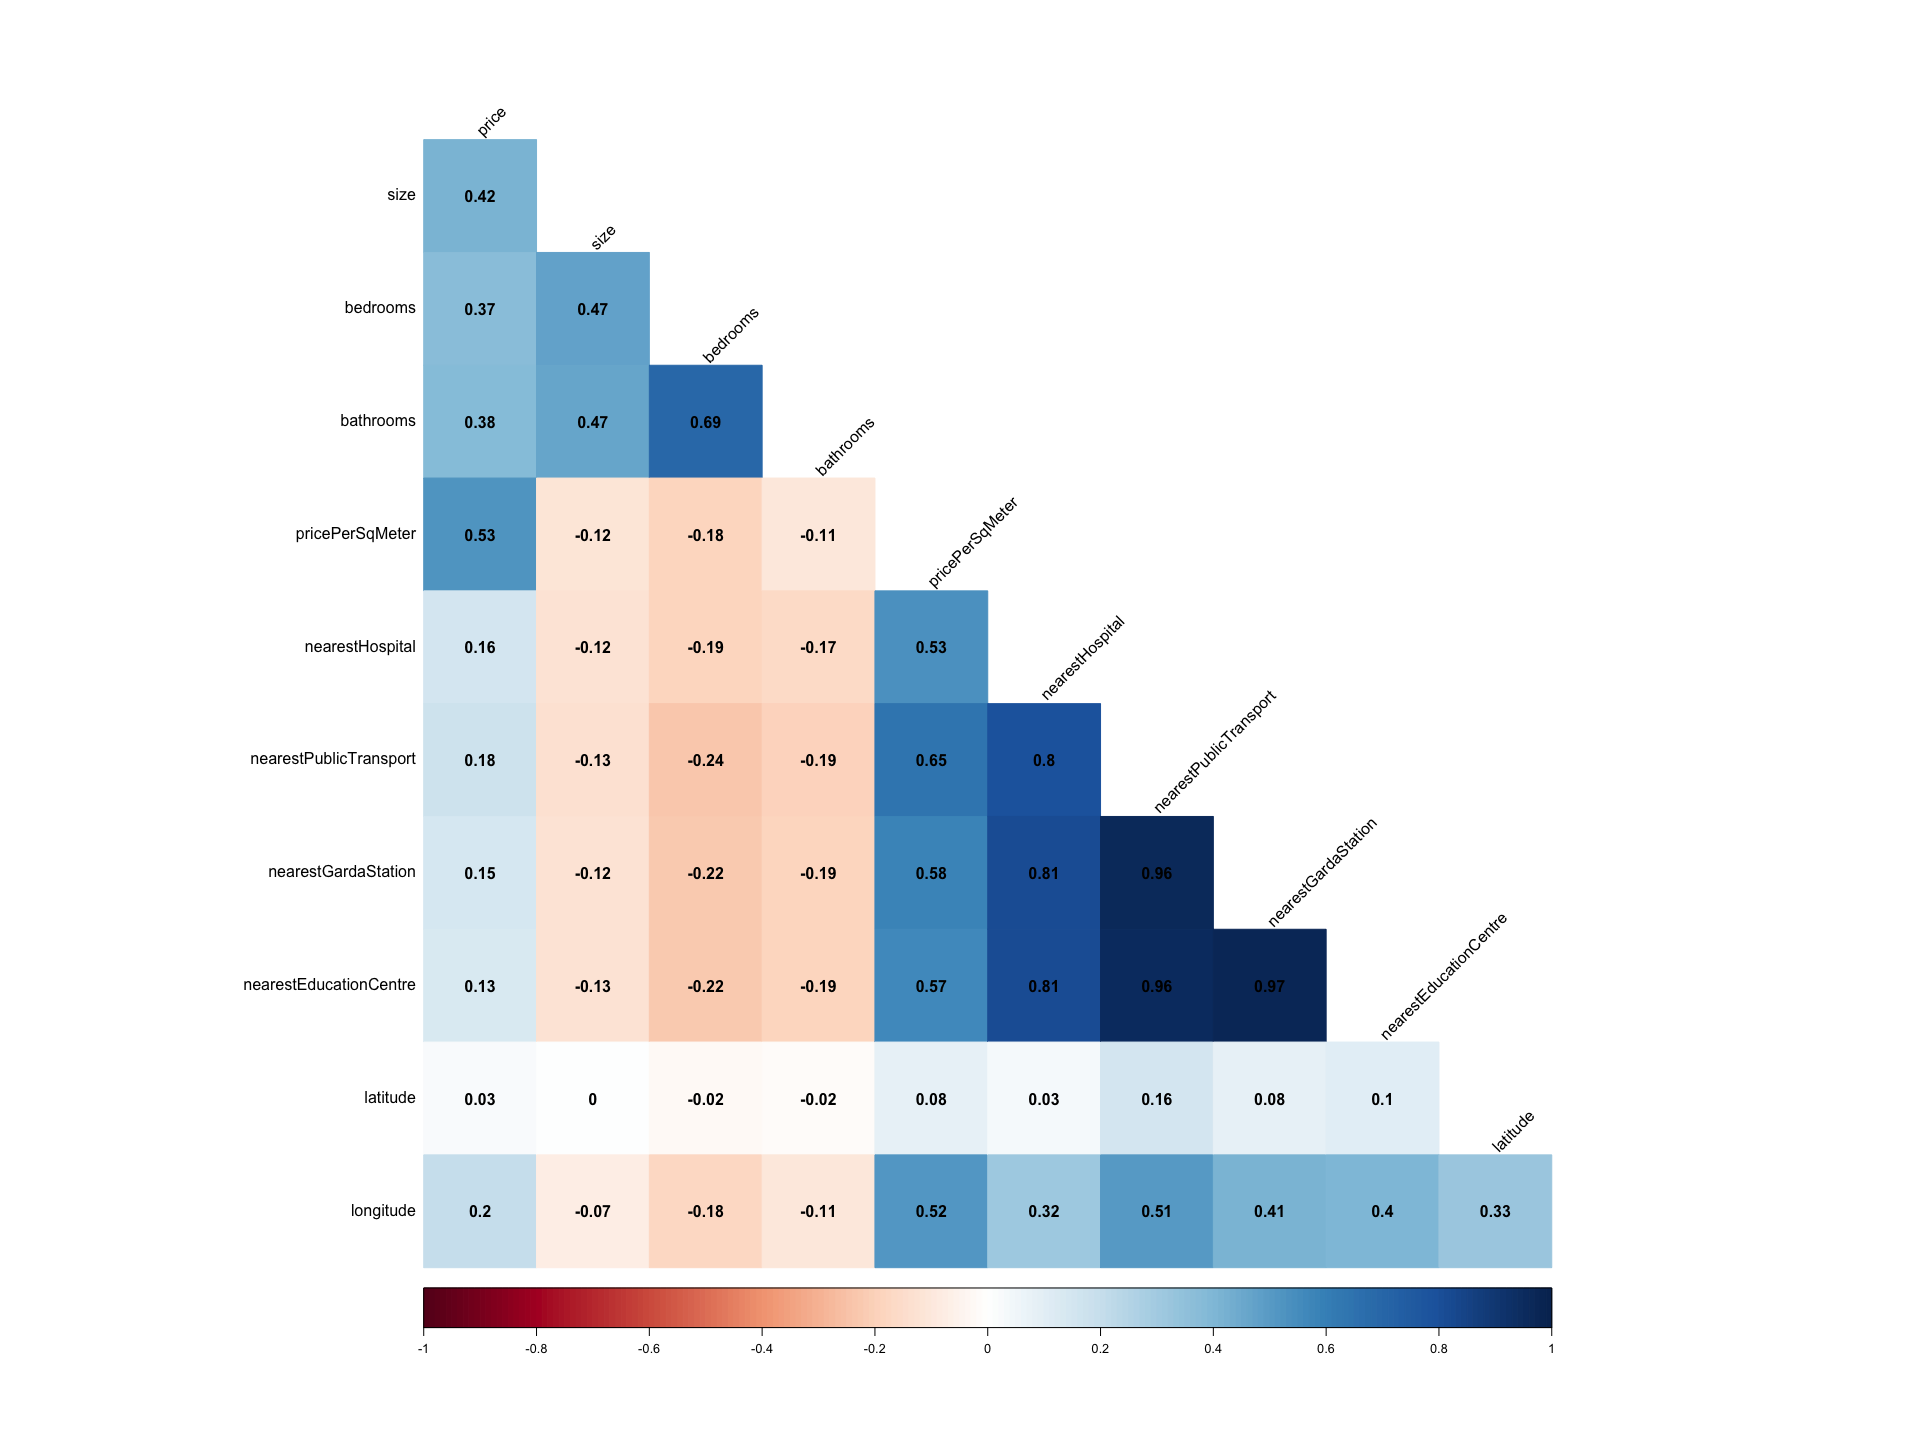 price
size 0.42
size
bedrooms 0.37 0.47
bedrooms
bathrooms 0.38 0.47 0.69
bathrooms
pricePerSqMeter 0.53 -0.12 -0.18 -0.11
pricePerSqMeter
nearestHospital 0.16 -0.12 -0.19 -0.17 0.53
nearestHospital
nearestPublicTransport 0.18 -0.13 -0.24 -0.19 0.65 0.8
nearestPublicTransport
nearestGardaStation 0.15 -0.12 -0.22 -0.19 0.58 0.81 0.96
nearestGardaStation
nearestEducationCentre 0.13 -0.13 -0.22 -0.19 0.57 0.81 0.96 0.97
nearestEducationCentre
latitude 0.03 0 -0.02 -0.02 0.08 0.03 0.16 0.08 0.1
latitude
longitude 0.2 -0.07 -0.18 -0.11 0.52 0.32 0.51 0.41 0.4 0.33
-1 -0.8 -0.6 -0.4 -0.2 0 0.2 0.4 0.6 0.8 1